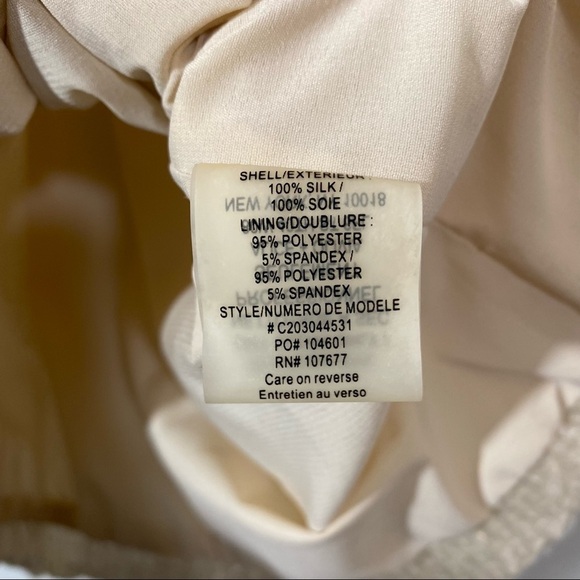 SHELL/EXTERIEUR :
100% SILK /
100% SOIE
LINING/DOUBLURE :
95% POLYESTER
5% SPANDEX /
95% POLYESTER
5% SPANDEX
STYLE/NUMERO DE MODELE
# C203044531
PO# 104601
RN# 107677
Care on reverse
Entretien au verso